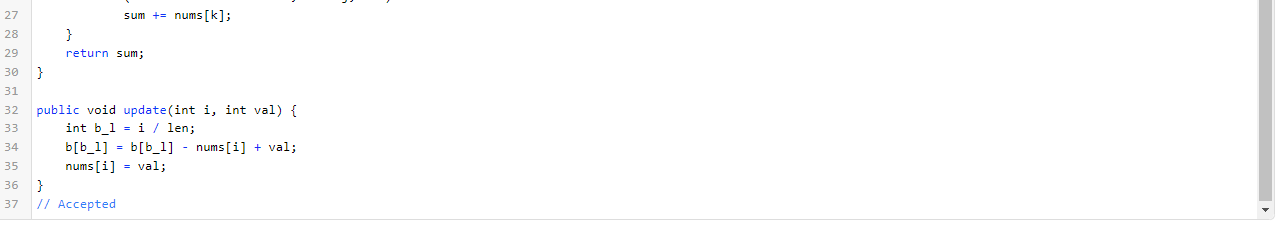 27 sum += nums[k];
28 }
29 return sum;
30 }
31
32 public void update(int i, int val) {
33 int b_l = i / len;
34 b[b_l] = b[b_l] - nums[i] + val;
35 nums[i] = val;
36 }
37 // Accepted